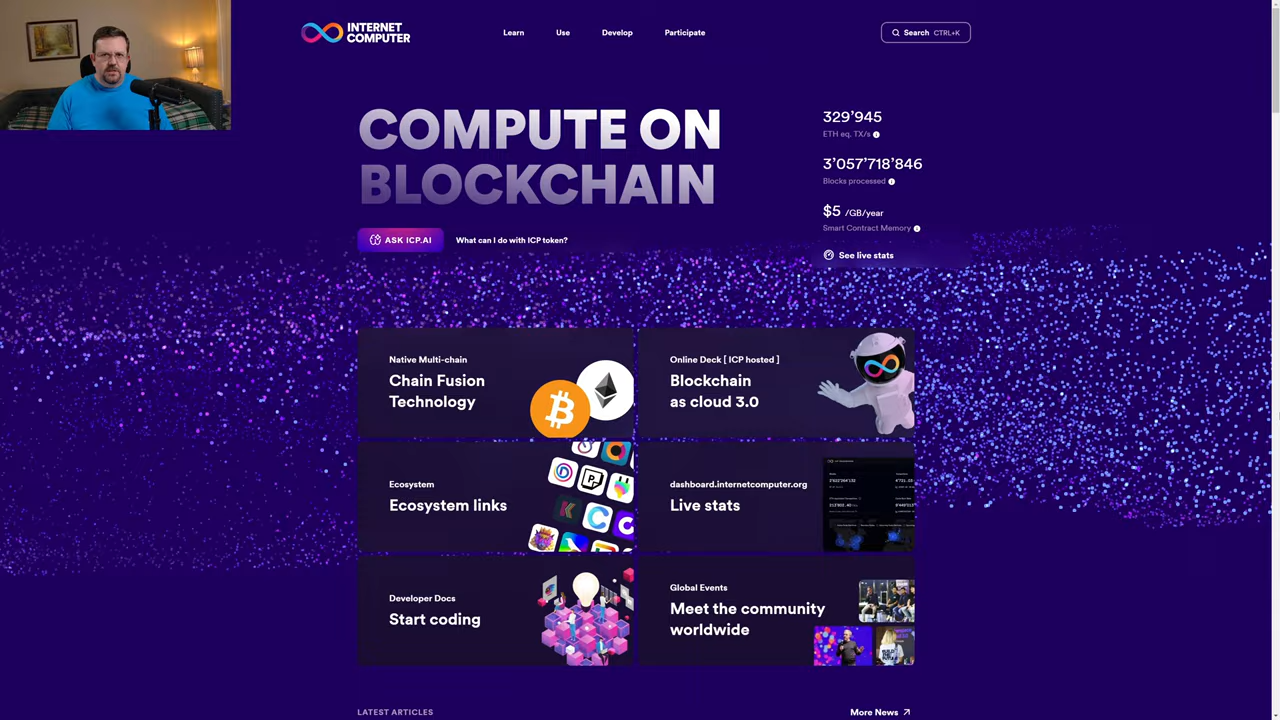 INTERNET
COMPUTER
Learn
Use
Develop
Participate
Search CTRL+K
COMPUTE ON
BLOCKCHAIN
329’945
ETH eq. TX/s
3’057’718’846
Blocks processed
$5 /GB/year
Smart Contract Memory
See live stats
ASK ICP.AI
What can I do with ICP token?
Native Multi-chain
Chain Fusion
Technology
Online Deck [ ICP hosted ]
Blockchain
as cloud 3.0
Ecosystem
Ecosystem links
dashboard.internetcomputer.org
Live stats
Developer Docs
Start coding
Global Events
Meet the community
worldwide
LATEST ARTICLES
More News